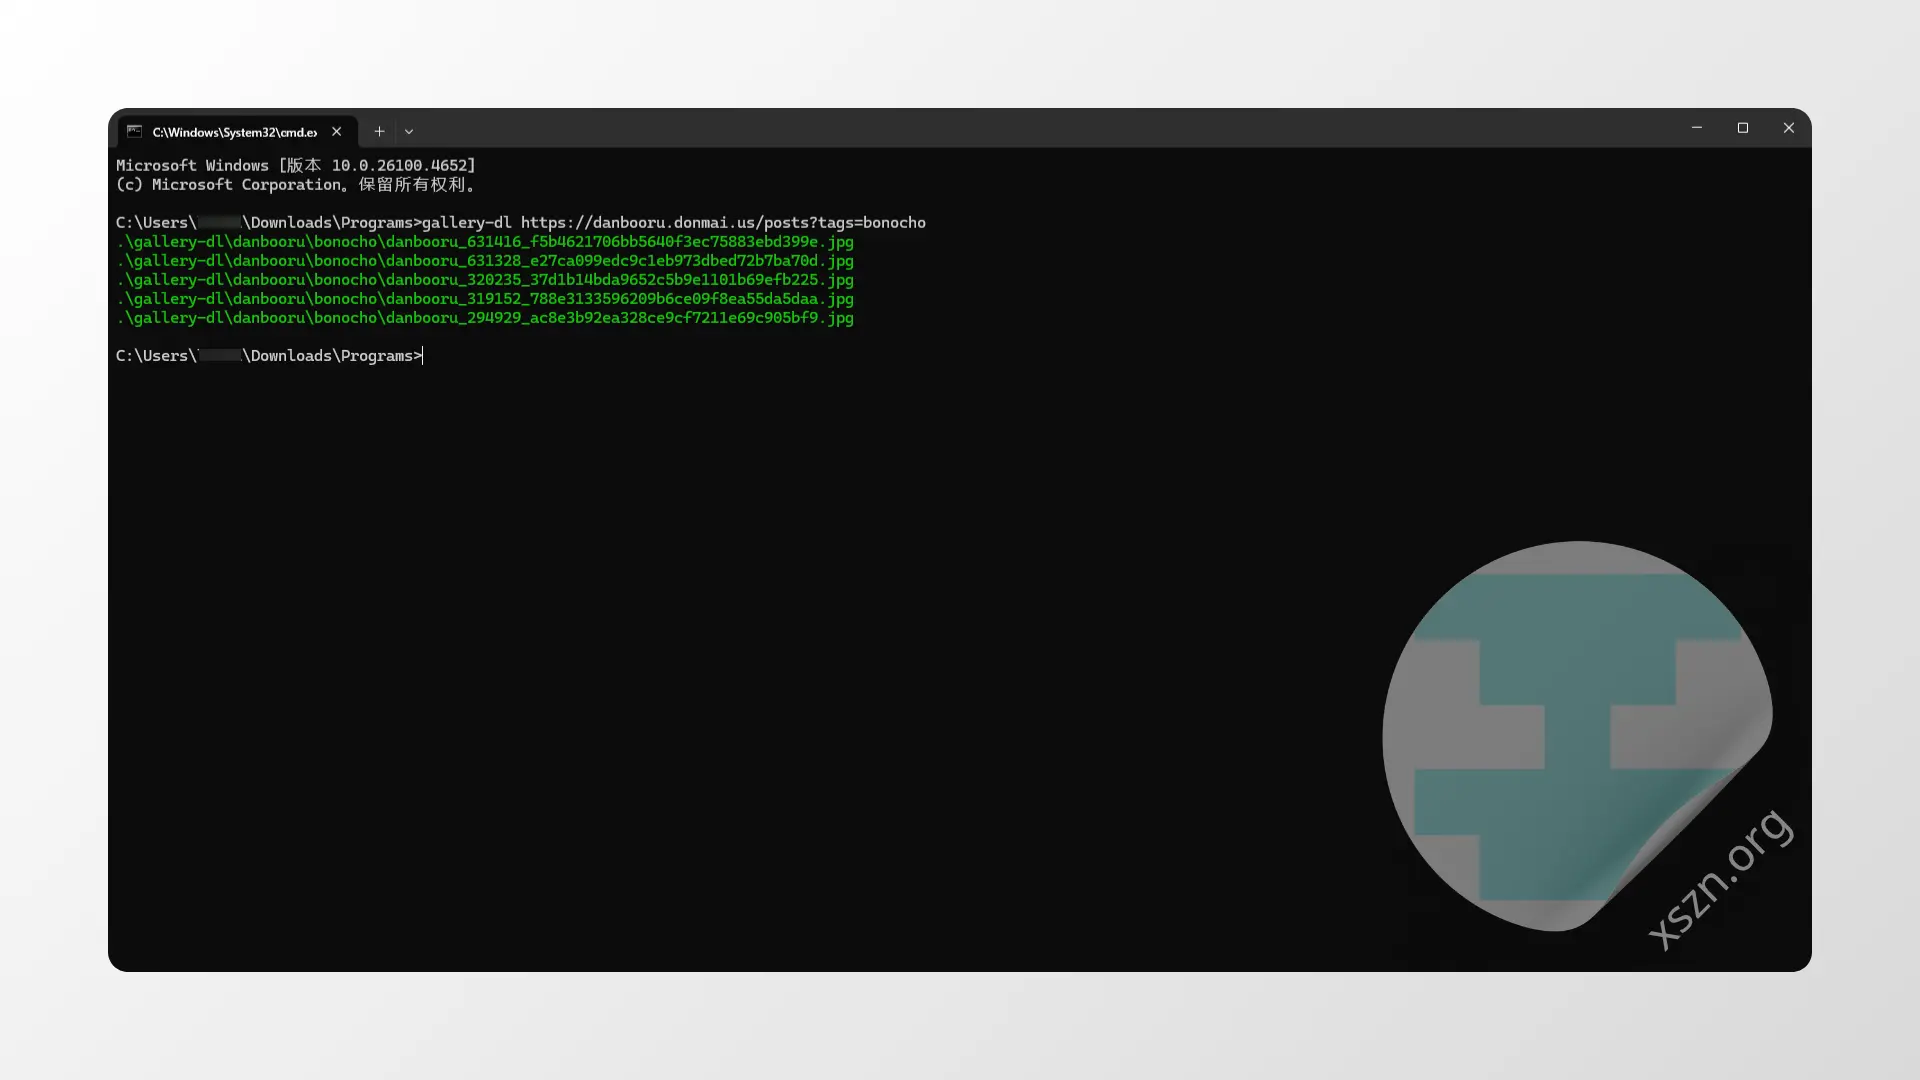 C:\Windows\System32\cmd.ex
Microsoft Windows [版本 10.0.26100.4652]
(c) Microsoft Corporation。保留所有权利。
C:\Users\ \Downloads\Programs>gallery-dl https://danbooru.donmai.us/posts?tags=bonocho
.\gallery-dl\danbooru\bonocho\danbooru_631416_f5b4621706bb5640f3ec75883ebd399e.jpg
.\gallery-dl\danbooru\bonocho\danbooru_631328_e27ca099edc9c1eb973dbed72b7ba70d.jpg
.\gallery-dl\danbooru\bonocho\danbooru_320235_37d1b14bda9652c5b9e1101b69efb225.jpg
.\gallery-dl\danbooru\bonocho\danbooru_319152_788e3133596209b6ce09f8ea55da5daa.jpg
.\gallery-dl\danbooru\bonocho\danbooru_294929_ac8e3b92ea328ce9cf7211e69c905bf9.jpg
C:\Users\ \Downloads\Programs>
xszn.org